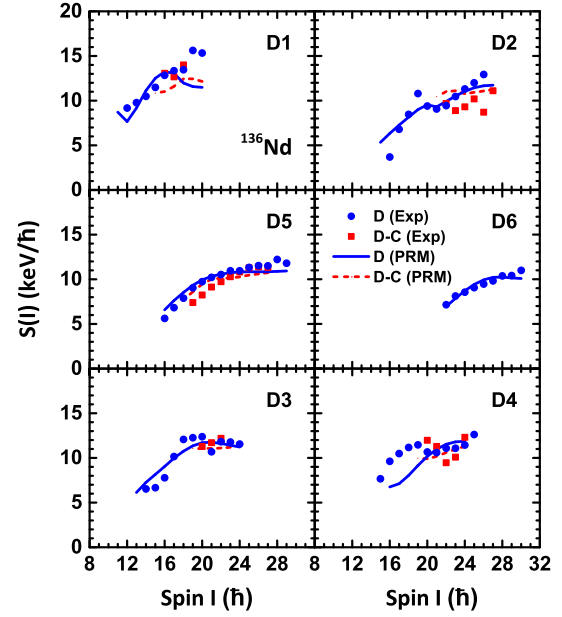 20
15
10
5
0
D1
¹³⁶Nd
D2
S(I) (keV/ħ)
15
10
5
0
D5
D (Exp)
D-C (Exp)
D (PRM)
D-C (PRM)
D6
15
10
5
0
D3
D4
8 12 16 20 24 28 8 12 16 20 24 28 32
Spin I (ħ) Spin I (ħ)